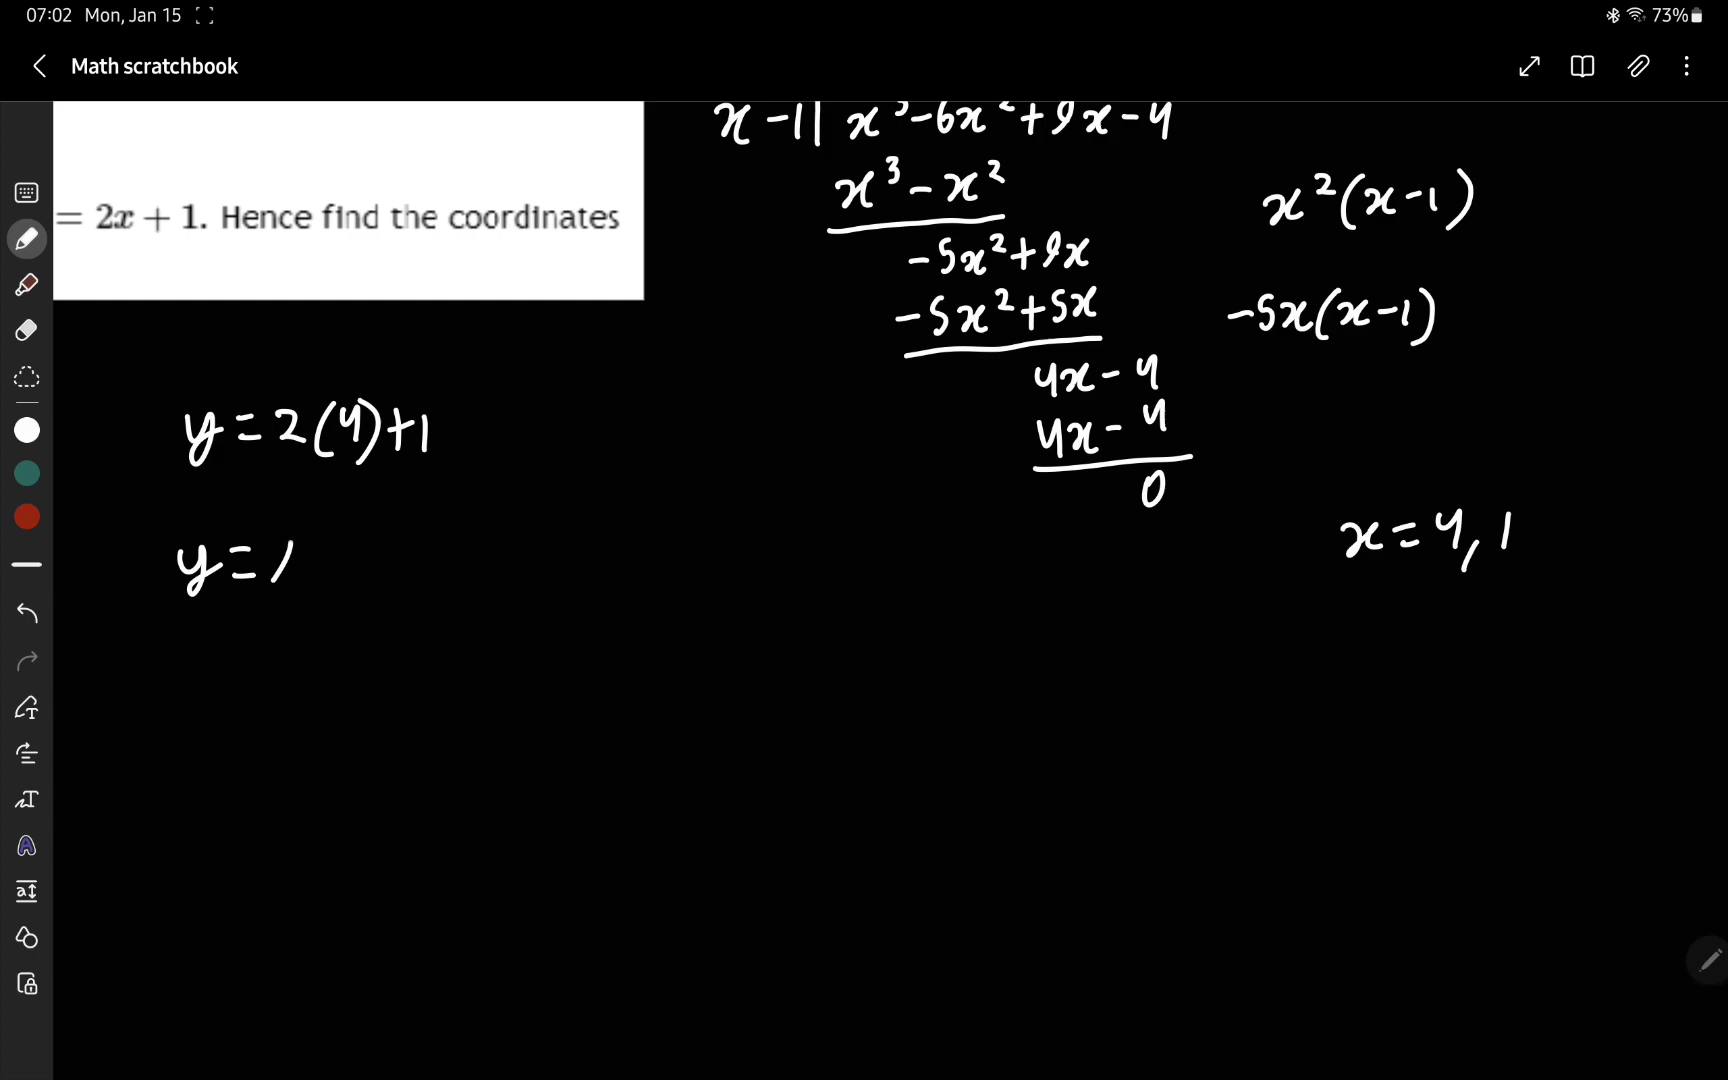 07:02 Mon, Jan 15
73%
Math scratchbook
= 2x + 1. Hence find the coordinates
x - 1 | x³ - 6x² + 9x - 4
x³ - x²
x²(x - 1)
-5x² + 9x
-5x² + 5x
-5x(x - 1)
4x - 4
4x - 4
0
y = 2(4) + 1
x = 4, 1
y = /